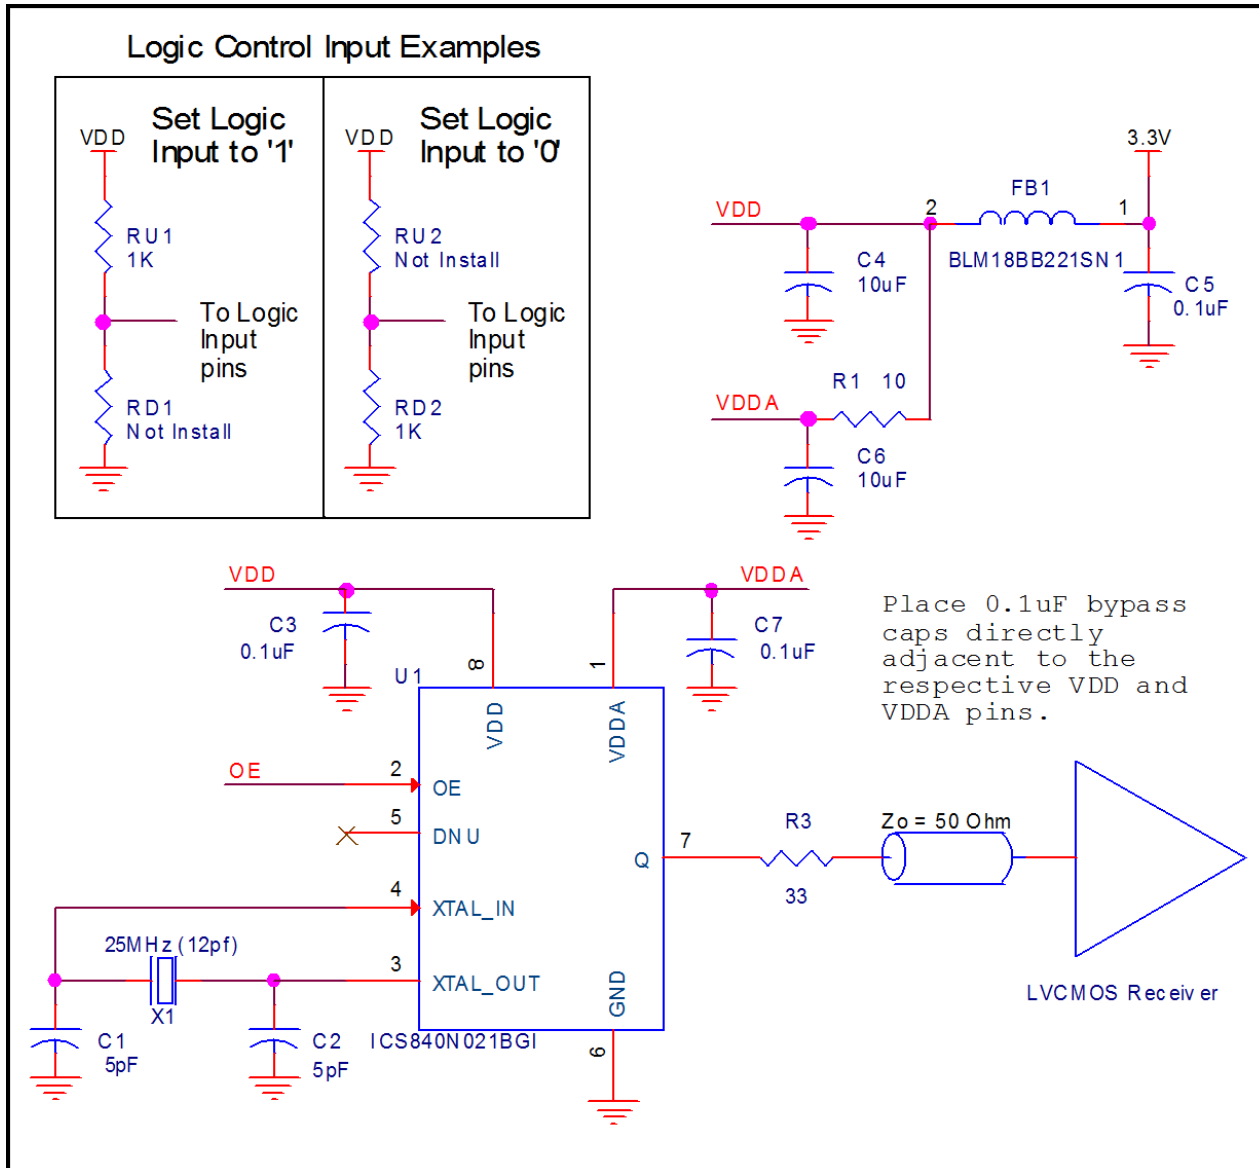 Logic Control Input Examples
Set Logic
Input to '1'
VDD
RU1
1K
To Logic
Input
pins
RD1
Not Install
Set Logic
Input to '0'
VDD
RU2
Not Install
To Logic
Input
pins
RD2
1K
3.3V
FB1
VDD
2
1
BLM18BB221SN1
C4
10uF
C5
0.1uF
R1 10
VDDA
C6
10uF
VDD
VDDA
C3
0.1uF
C7
0.1uF
Place 0.1uF bypass
caps directly
adjacent to the
respective VDD and
VDDA pins.
U1
8
1
VDD
VDDA
OE
2
OE
5
DNU
Q
7
R3
33
Zo = 50 Ohm
4
XTAL_IN
25MHz (12pf)
3
XTAL_OUT
GND
X1
LVCMOS Receiver
C1
5pF
C2
5pF
ICS840N021BGI
6